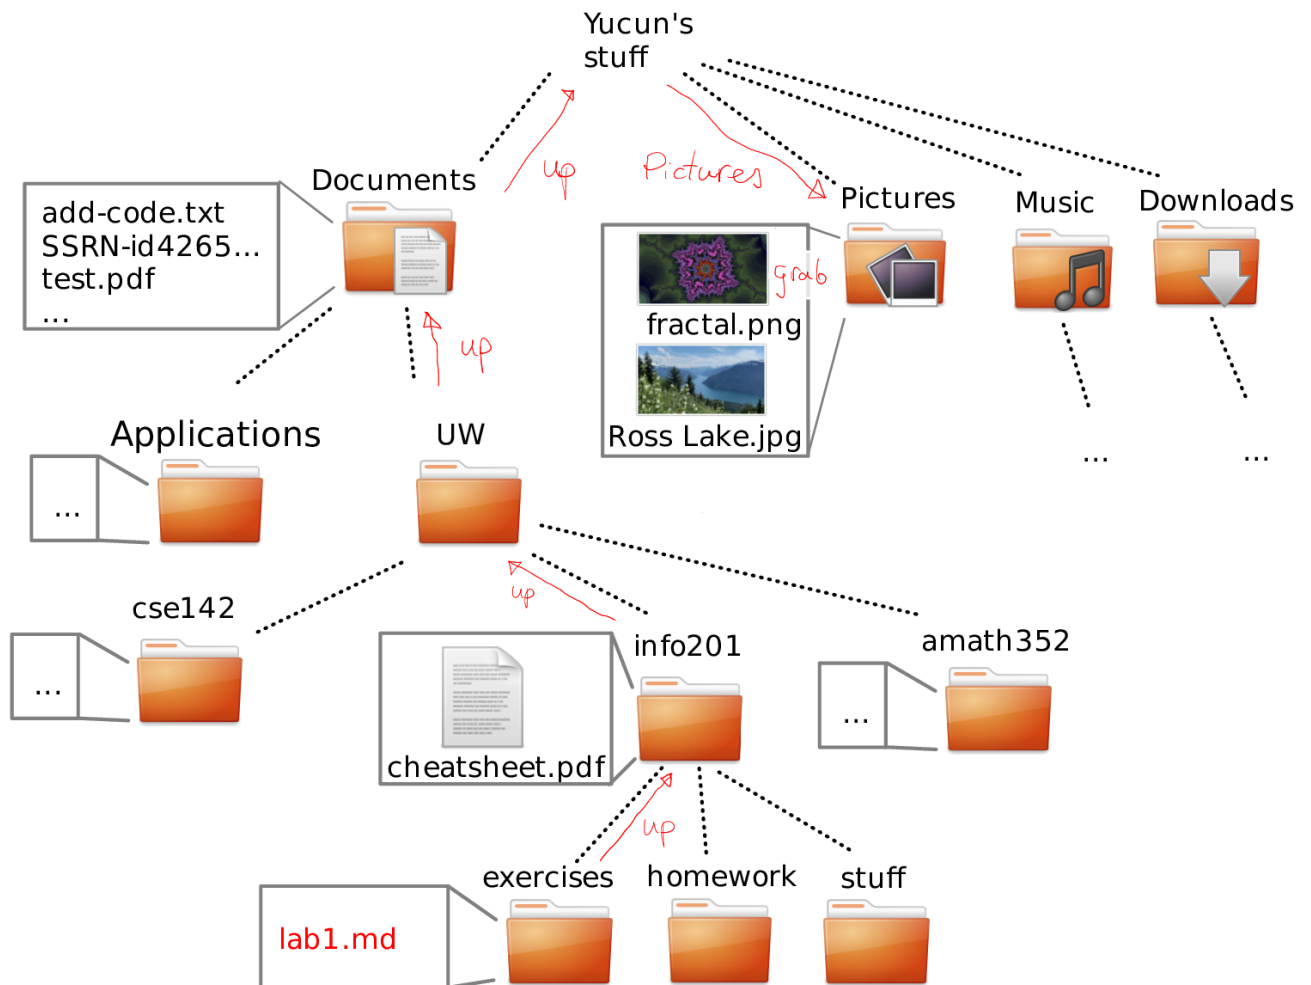 Yucun's
stuff
up
Pictures
Documents
Pictures
Music
Downloads
add-code.txt
SSRN-id4265...
test.pdf
...
grab
fractal.png
Ross Lake.jpg
up
...
...
Applications
UW
...
up
cse142
info201
amath352
...
...
cheatsheet.pdf
up
exercises
homework
stuff
lab1.md